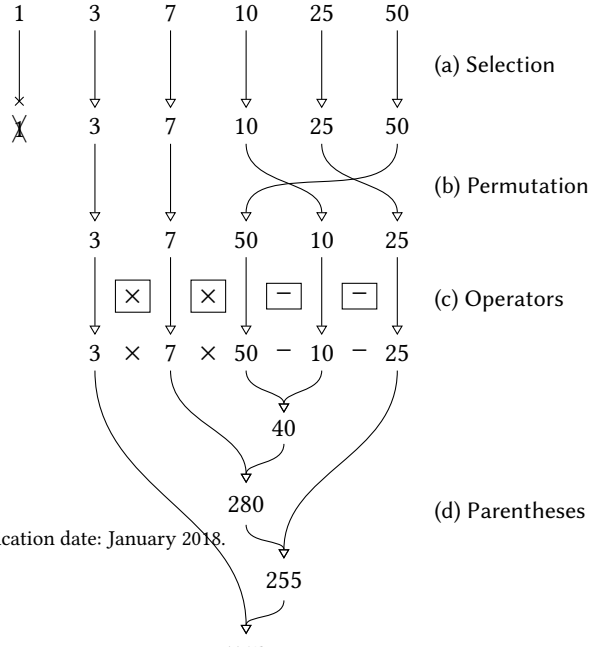 1 3 7 10 25 50
(a) Selection
1 3 7 10 25 50
(b) Permutation
3 7 50 10 25
× × − − (c) Operators
3 × 7 × 50 − 10 − 25
40
280
(d) Parentheses
cation date: January 2018.
255